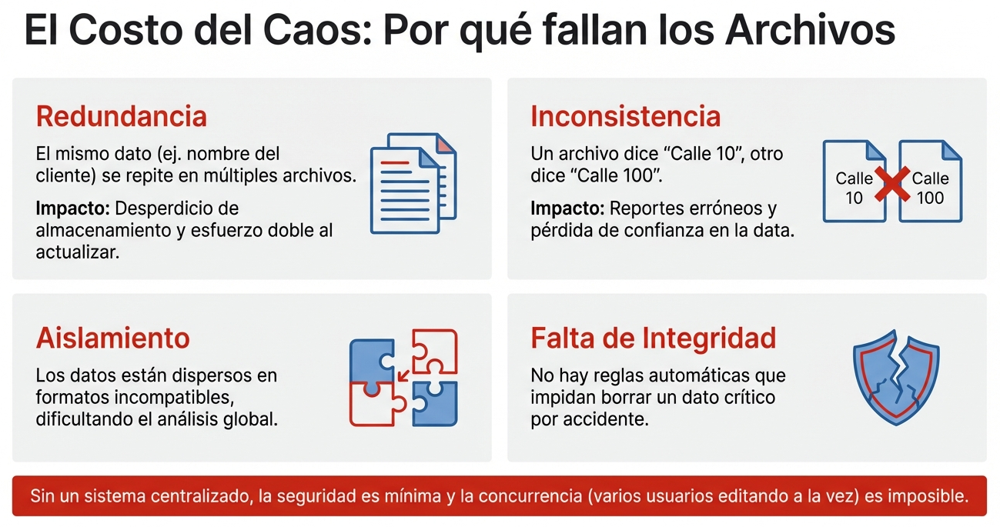 El Costo del Caos: Por qué fallan los Archivos
Redundancia
El mismo dato (ej. nombre del
cliente) se repite en múltiples archivos.
Impacto: Desperdicio de
almacenamiento y esfuerzo doble al
actualizar.
Inconsistencia
Un archivo dice “Calle 10”, otro
dice “Calle 100”.
Impacto: Reportes erróneos y
pérdida de confianza en la data.
Calle
10
Calle
100
Aislamiento
Los datos están dispersos en
formatos incompatibles,
dificultando el análisis global.
Falta de Integridad
No hay reglas automáticas que
impidan borrar un dato crítico
por accidente.
Sin un sistema centralizado, la seguridad es mínima y la concurrencia (varios usuarios editando a la vez) es imposible.